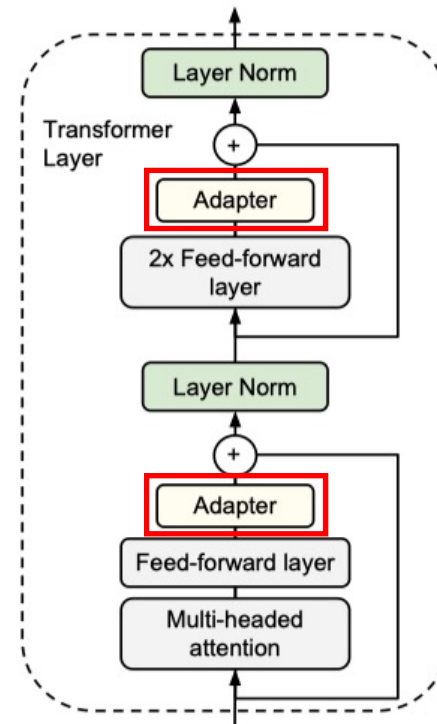 Layer Norm
Transformer
Layer
+
Adapter
2x Feed-forward
layer
Layer Norm
+
Adapter
Feed-forward layer
Multi-headed
attention